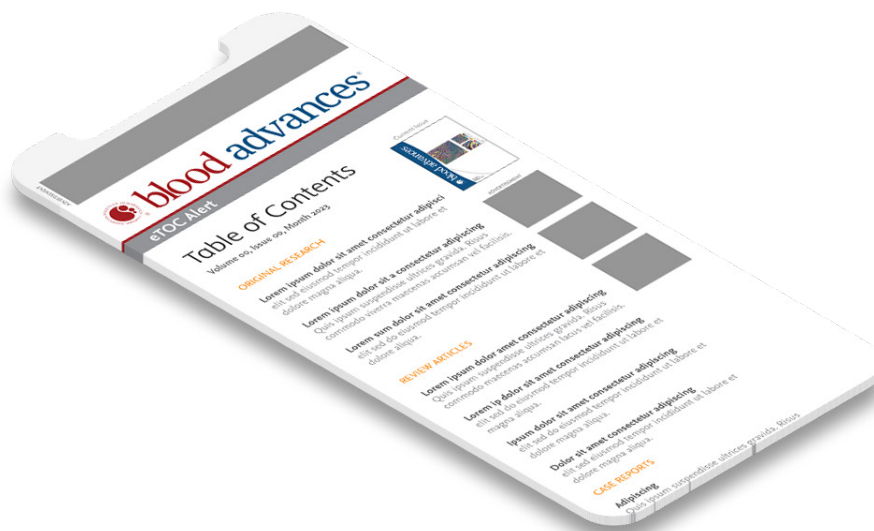 ADVERTISEMENT
blood advances®
eTOC Alert
Table of Contents
Volume 00, Issue 00, Month 2023
Current Issue
blood advances
ADVERTISEMENT
ORIGINAL RESEARCH
Lorem ipsum dolor sit amet consectetur adipisci
elit sed eiusmod tempor incididunt ut labore et
dolore magna aliqua.
Lorem ipsum dolor sit a consectetur adipiscing
Quis ipsum suspendisse ultrices gravida. Risus
commodo viverra maecenas accumsan vel facilisis.
Lorem sum dolor sit amet consectetur adipiscing
elit sed do eiusmod tempor incididunt ut labore et
dolore aliqua.
REVIEW ARTICLES
Lorem ipsum dolor amet consectetur adipiscing
Quis ipsum suspendisse ultrices gravida. Risus
commodo maecenas accumsan lacus vel facilisis.
Lorem ip dolor sit amet consectetur adipiscing
elit sed do eiusmod tempor incididunt ut labore et
magna aliqua.
Ipsum dolor sit amet consectetur adipiscing
elit sed do eiusmod tempor incididunt ut labore et
dolore magna aliqua.
Dolor sit amet consectetur adipiscing
elit sed eiusmod tempor incididunt ut labore et
dolore magna aliqua.
CASE REPORTS
Adipiscing
Quis ipsum suspendisse ultrices gravida. Risus